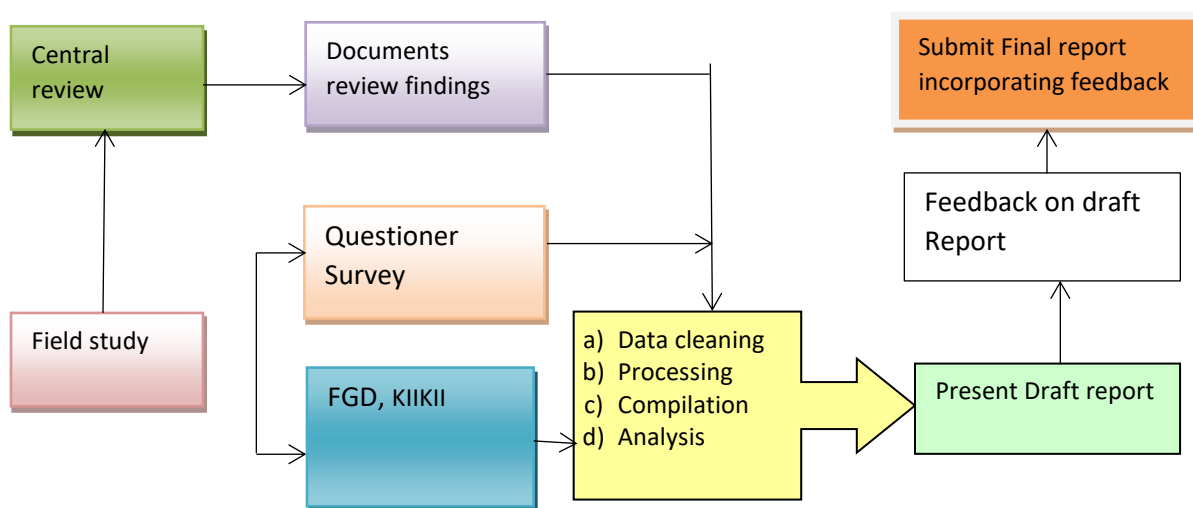 Central
review
Documents
review findings
Submit Final report
incorporating feedback
Questioner
Survey
Feedback on draft
Report
Field study
FGD, KIIKII
a) Data cleaning
b) Processing
c) Compilation
d) Analysis
Present Draft report